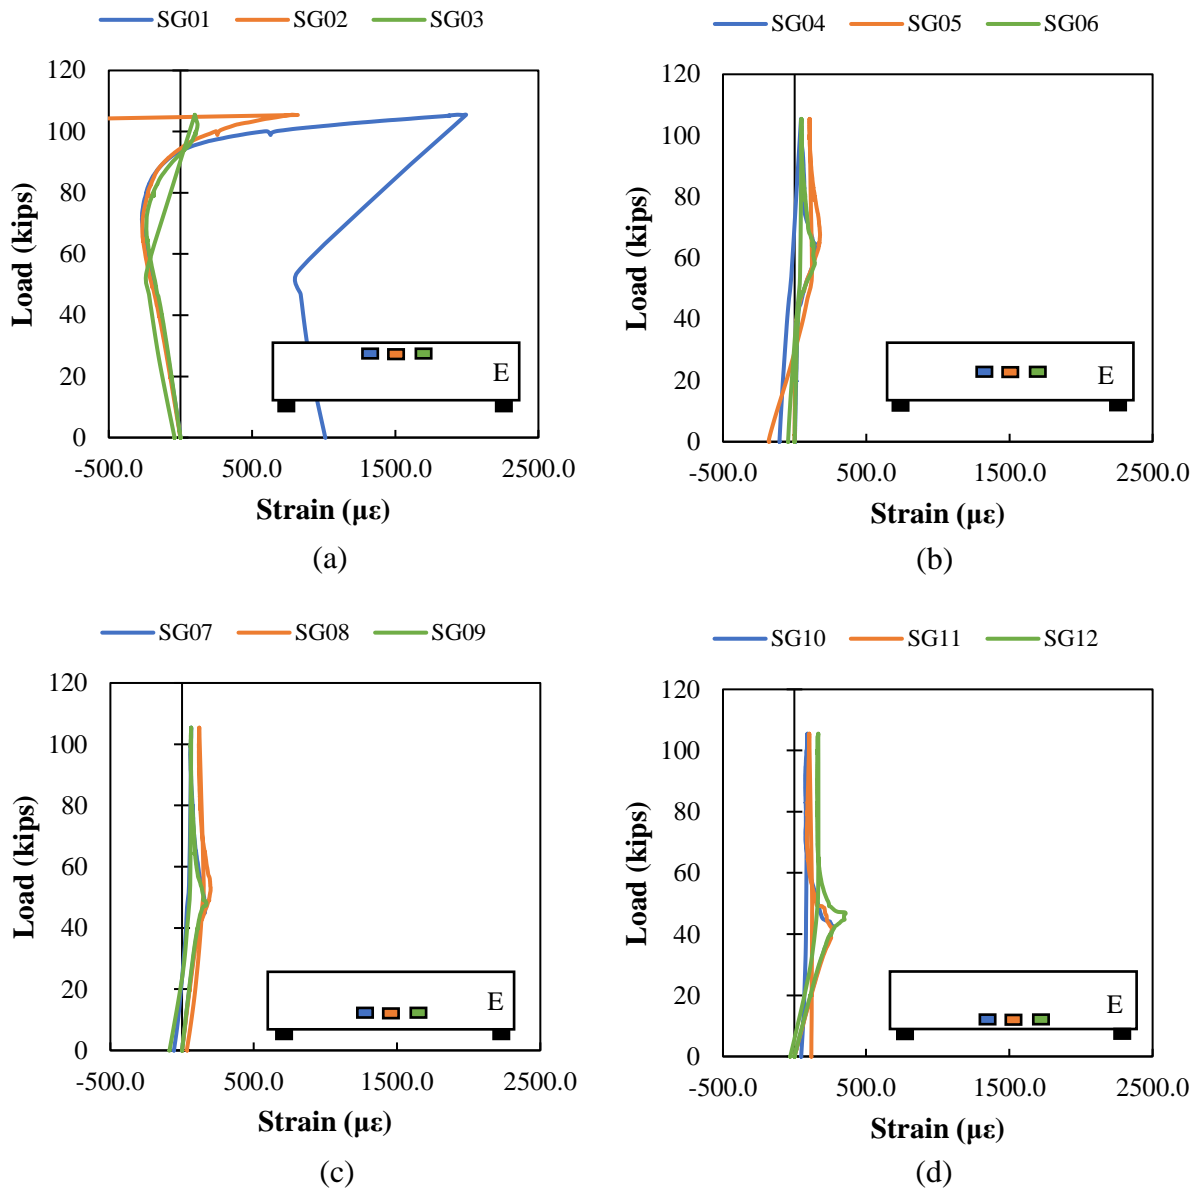 SG01 SG02 SG03
120
100
80
60
40
20
0
-500.0 500.0 1500.0 2500.0
Load (kips)
Strain (με)
E
(a)
SG04 SG05 SG06
120
100
80
60
40
20
0
-500.0 500.0 1500.0 2500.0
Load (kips)
Strain (με)
E
(b)
SG07 SG08 SG09
120
100
80
60
40
20
0
-500.0 500.0 1500.0 2500.0
Load (kips)
Strain (με)
E
(c)
SG10 SG11 SG12
120
100
80
60
40
20
0
-500.0 500.0 1500.0 2500.0
Load (kips)
Strain (με)
E
(d)